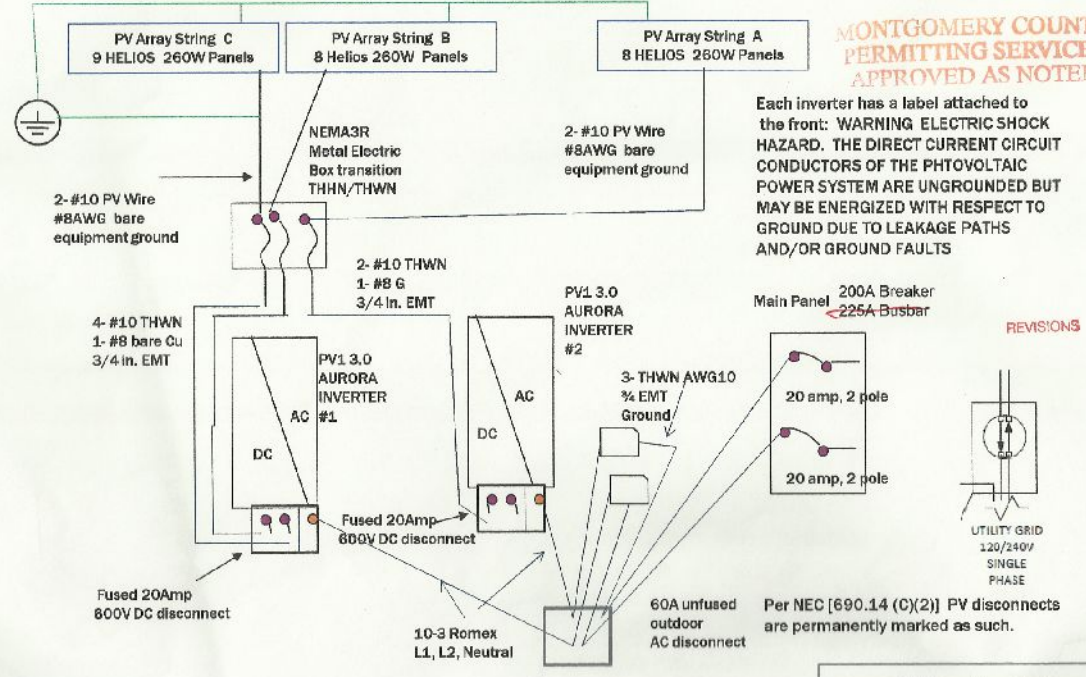 PV Array String C
9 HELIOS 260W Panels
PV Array String B
8 Helios 260W Panels
PV Array String A
8 HELIOS 260W Panels
MONTGOMERY COUN
PERMITTING SERVICE
APPROVED AS NOTE
Each inverter has a label attached to
the front: WARNING ELECTRIC SHOCK
HAZARD. THE DIRECT CURRENT CIRCUIT
CONDUCTORS OF THE PHTOVOLTAIC
POWER SYSTEM ARE UNGROUNDED BUT
MAY BE ENERGIZED WITH RESPECT TO
GROUND DUE TO LEAKAGE PATHS
AND/OR GROUND FAULTS
NEMA3R
Metal Electric
Box transition
THHN/THWN
2- #10 PV Wire
#8AWG bare
equipment ground
2- #10 PV Wire
#8AWG bare
equipment ground
2- #10 THWN
1- #8 G
3/4 In. EMT
4- #10 THWN
1- #8 bare Cu
3/4 in. EMT
PV1 3.0
AURORA
INVERTER
#1
AC
DC
PV1 3.0
AURORA
INVERTER
#2
AC
DC
Main Panel
200A Breaker
225A Busbar
REVISIONS
3- THWN AWG10
¾ EMT
Ground
20 amp, 2 pole
20 amp, 2 pole
Fused 20Amp
600V DC disconnect
Fused 20Amp
600V DC disconnect
UTILITY GRID
120/240V
SINGLE
PHASE
10-3 Romex
L1, L2, Neutral
60A unfused
outdoor
AC disconnect
Per NEC [690.14 (C)(2)] PV disconnects
are permanently marked as such.